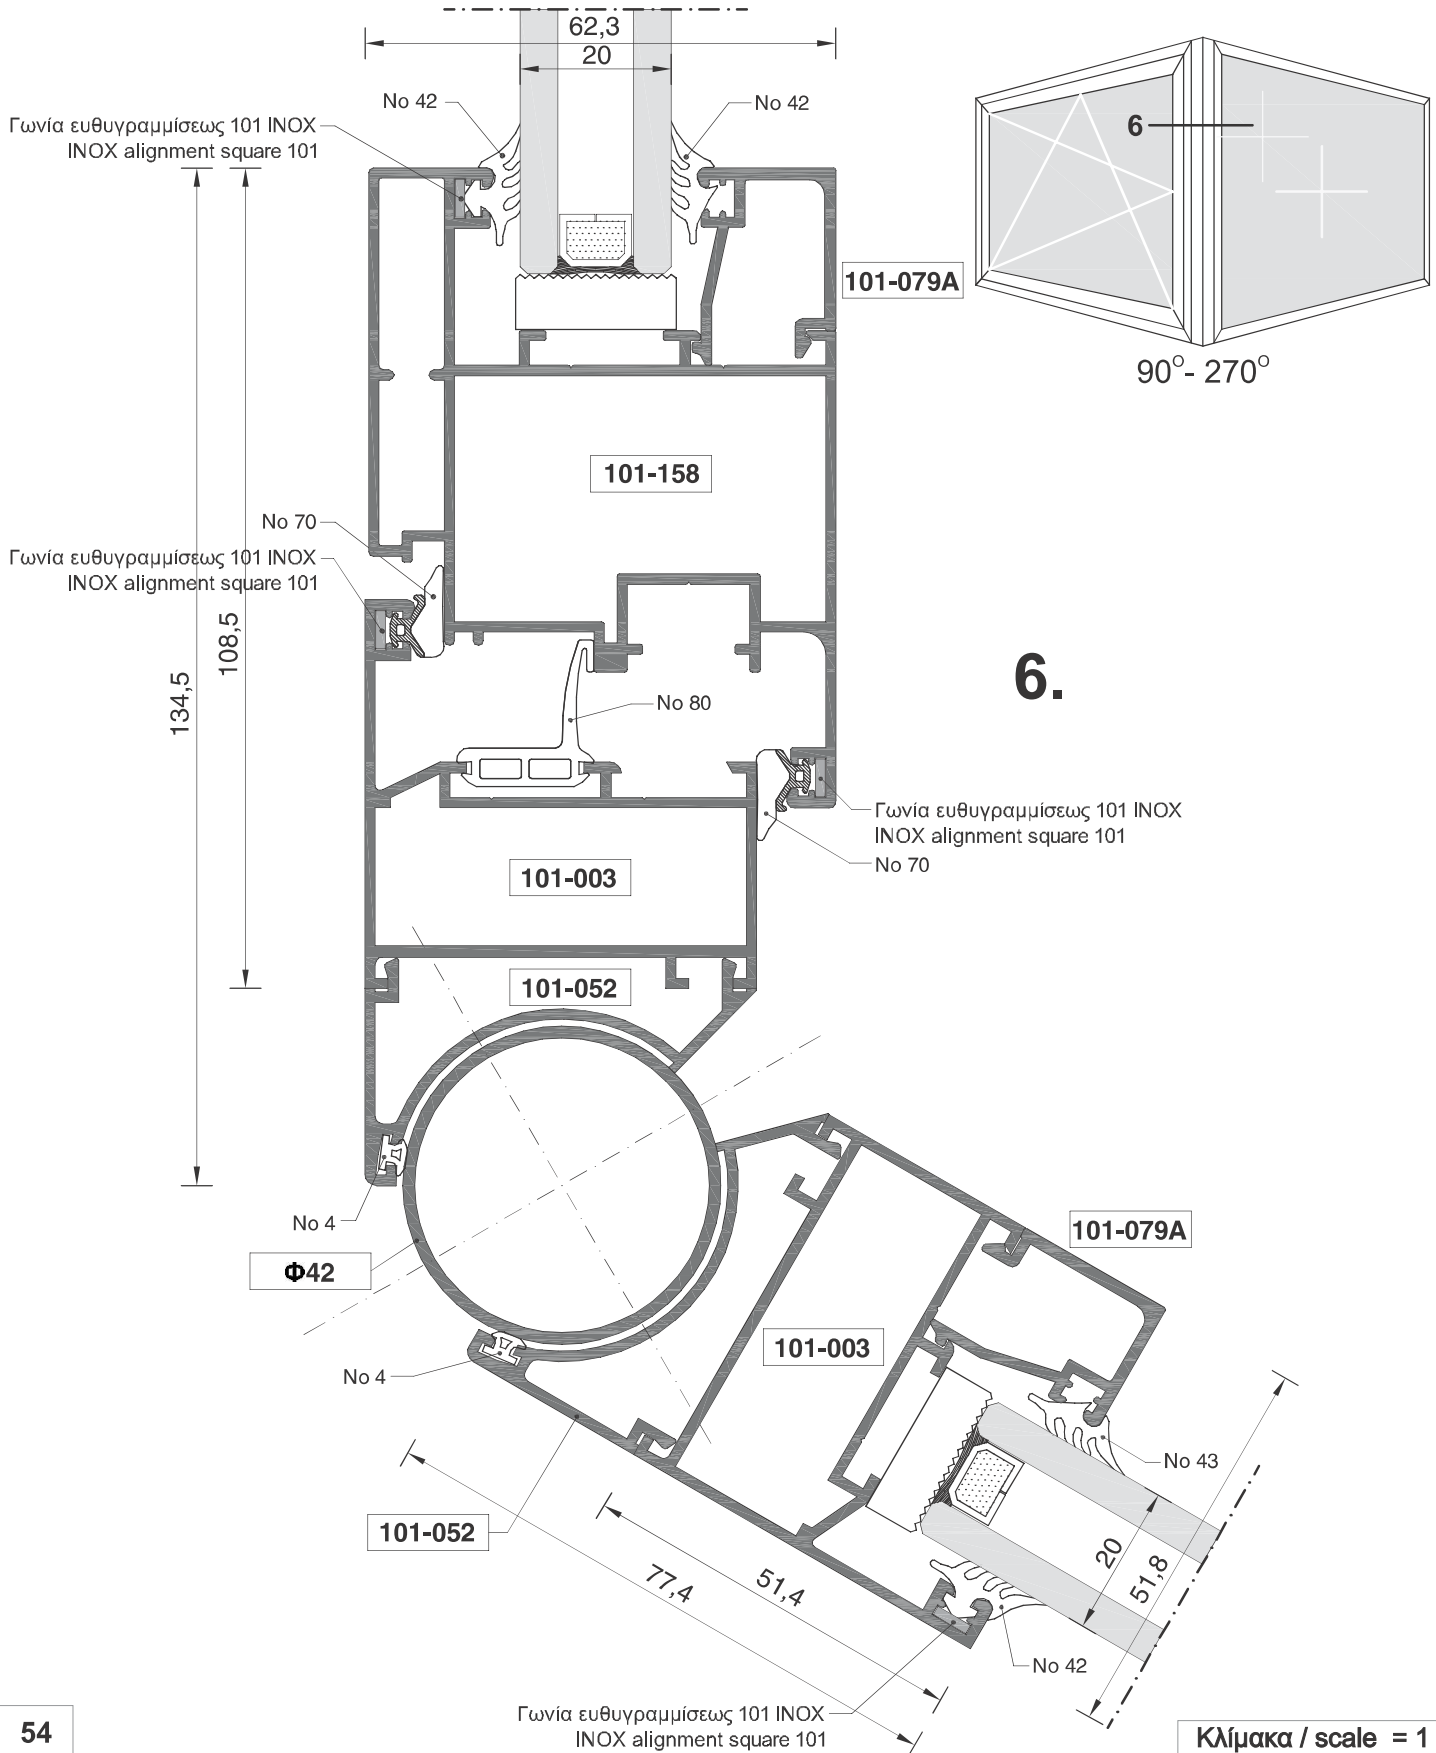 62,3
20
No 42
No 42
Γωνία ευθυγραμμίσεως 101 INOX
INOX alignment square 101
6
101-079A
90°- 270°
101-158
No 70
Γωνία ευθυγραμμίσεως 101 INOX
INOX alignment square 101
108,5
134,5
6.
No 80
Γωνία ευθυγραμμίσεως 101 INOX
INOX alignment square 101
No 70
101-003
101-052
No 4
101-079A
Φ42
101-003
No 4
No 43
101-052
20
51,8
77,4
51,4
No 42
Γωνία ευθυγραμμίσεως 101 INOX
INOX alignment square 101
54
Κλίμακα / scale = 1